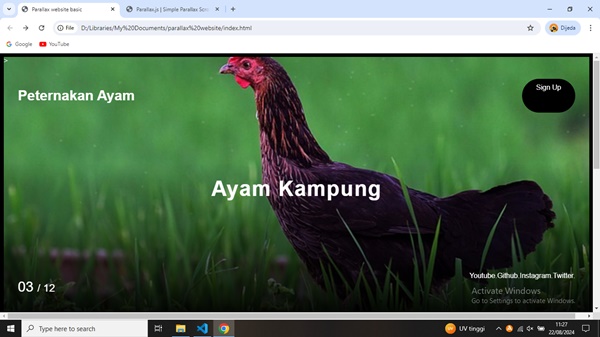 Parallax website basic
Parallax.js | Simple Parallax Scro
File
D:/Libraries/My%20Documents/parallax%20website/index.html
Dijeda
Google
YouTube
>
Peternakan Ayam
Sign Up
Ayam Kampung
03 / 12
Youtube Github Instagram Twitter
Activate Windows
Go to Settings to activate Windows.
Type here to search
UV tinggi
11:27
22/08/2024